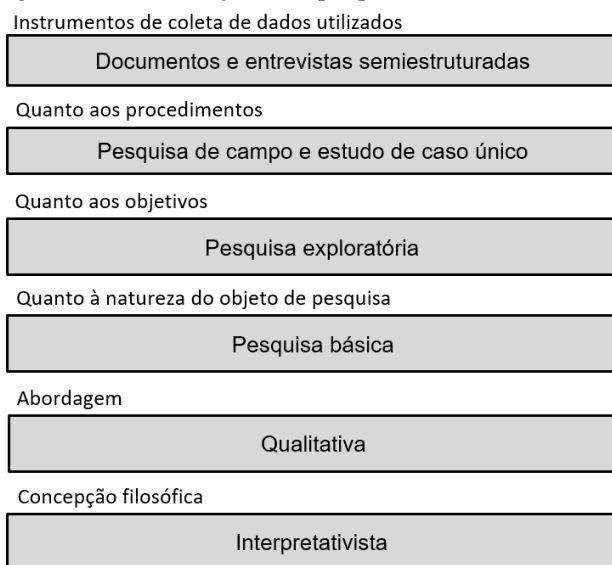 Instrumentos de coleta de dados utilizados
Documentos e entrevistas semiestruturadas
Quanto aos procedimentos
Pesquisa de campo e estudo de caso único
Quanto aos objetivos
Pesquisa exploratória
Quanto à natureza do objeto de pesquisa
Pesquisa básica
Abordagem
Qualitativa
Concepção filosófica
Interpretativista